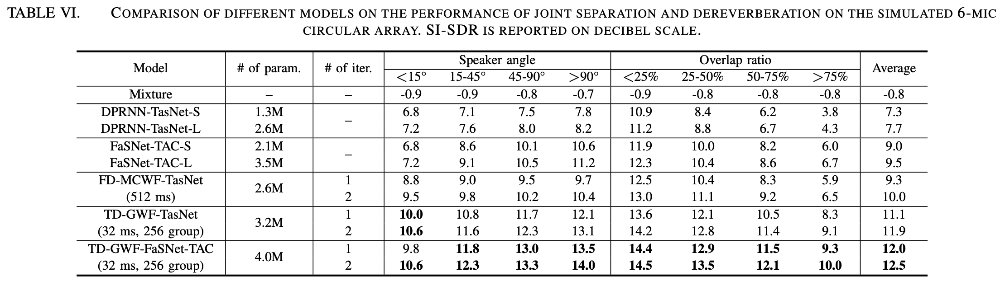 TABLE VI. COMPARISON OF DIFFERENT MODELS ON THE PERFORMANCE OF JOINT SEPARATION AND DEREVERBERATION ON THE SIMULATED 6-MIC
CIRCULAR ARRAY. SI-SDR IS REPORTED ON DECIBEL SCALE.
Model # of param. # of iter. Speaker angle Overlap ratio Average
<15° 15-45° 45-90° >90° <25% 25-50% 50-75% >75%
Mixture – – -0.9 -0.9 -0.8 -0.7 -0.9 -0.8 -0.8 -0.8 -0.8
DPRNN-TasNet-S 1.3M – 6.8 7.1 7.5 7.8 10.9 8.4 6.2 3.8 7.3
DPRNN-TasNet-L 2.6M 7.2 7.6 8.0 8.2 11.2 8.8 6.7 4.3 7.7
FaSNet-TAC-S 2.1M – 6.8 8.6 10.1 10.6 11.9 10.0 8.2 6.0 9.0
FaSNet-TAC-L 3.5M 7.2 9.1 10.5 11.2 12.3 10.4 8.6 6.7 9.5
FD-MCWF-TasNet 2.6M 1 8.8 9.0 9.5 9.7 12.5 10.4 8.3 5.9 9.3
(512 ms) 2 9.5 9.8 10.2 10.4 13.0 11.1 9.2 6.5 10.0
TD-GWF-TasNet 3.2M 1 10.0 10.8 11.7 12.1 13.6 12.1 10.5 8.3 11.1
(32 ms, 256 group) 2 10.6 11.6 12.3 13.1 14.2 12.8 11.4 9.1 11.9
TD-GWF-FaSNet-TAC 4.0M 1 9.8 11.8 13.0 13.5 14.4 12.9 11.5 9.3 12.0
(32 ms, 256 group) 2 10.6 12.3 13.3 14.0 14.5 13.5 12.1 10.0 12.5